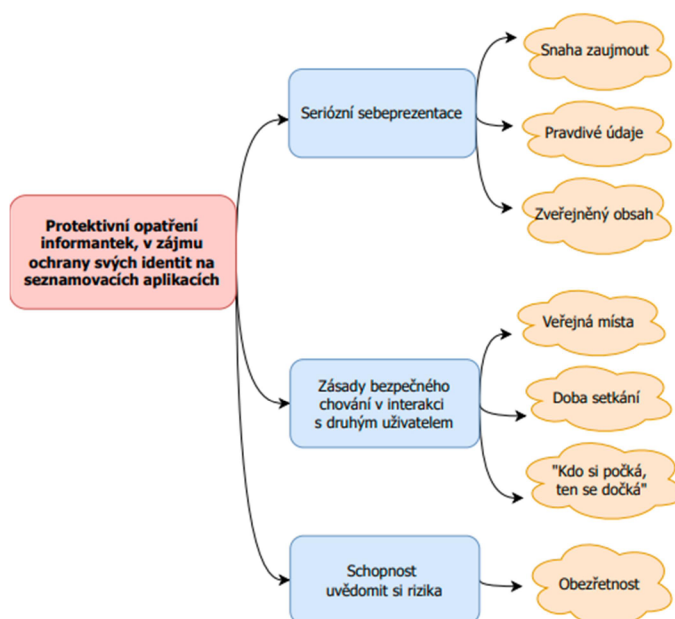 Protektivní opatření
informantek, v zájmu
ochrany svých identit na
seznamovacích aplikacích
Seriózní sebeprezentace
Snaha zaujmout
Pravdivé údaje
Zveřejněný obsah
Zásady bezpečného
chování v interakci
s druhým uživatelem
Veřejná místa
Doba setkání
"Kdo si počká,
ten se dočká"
Schopnost
uvědomit si rizika
Obezřetnost